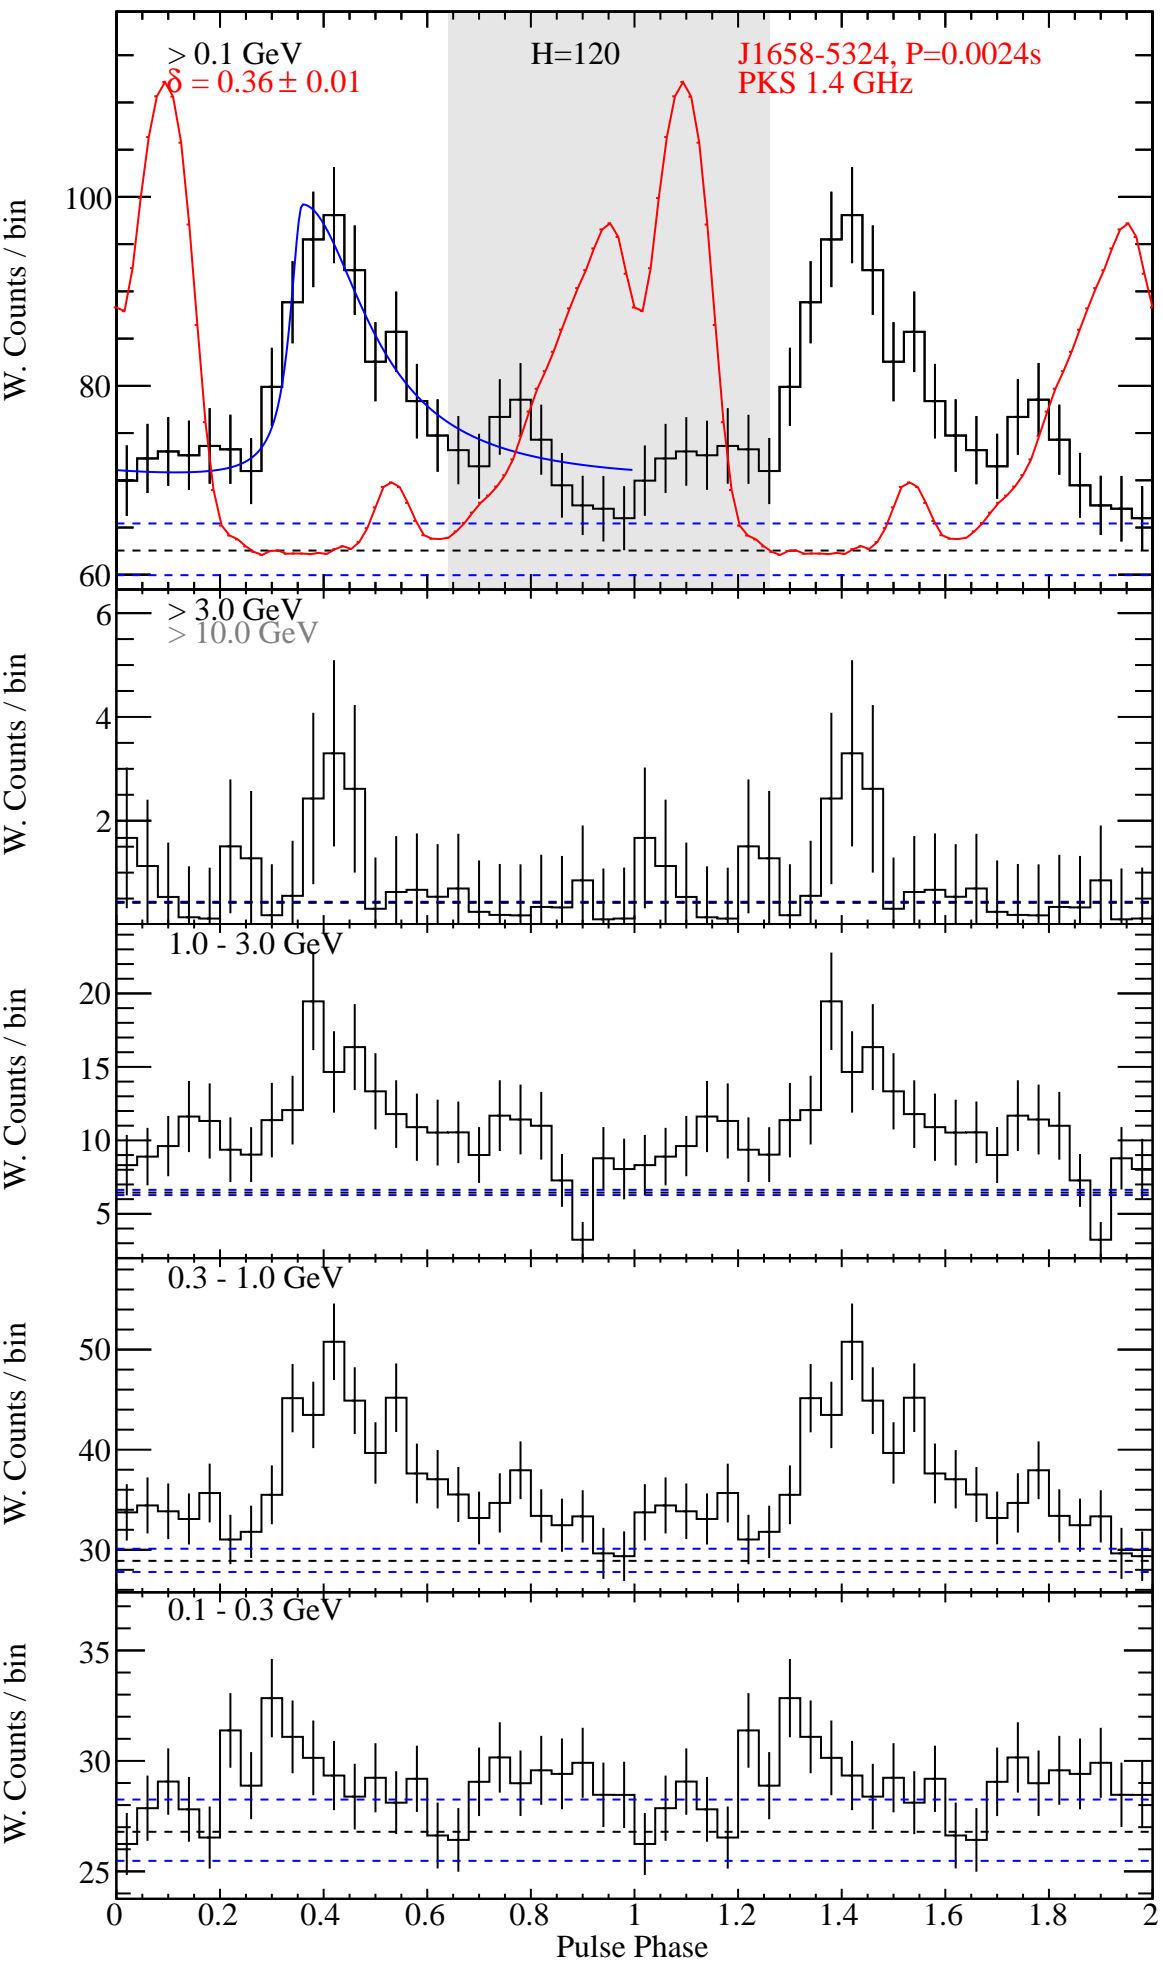 > 0.1 GeV H=120 J1658-5324, P=0.0024s
δ = 0.36 ± 0.01 PKS 1.4 GHz
W. Counts / bin
100
80
60
> 3.0 GeV
> 10.0 GeV
W. Counts / bin
6
4
2
1.0 - 3.0 GeV
W. Counts / bin
20
15
10
5
0.3 - 1.0 GeV
W. Counts / bin
50
40
30
0.1 - 0.3 GeV
W. Counts / bin
35
30
25
0 0.2 0.4 0.6 0.8 1 1.2 1.4 1.6 1.8 2
Pulse Phase